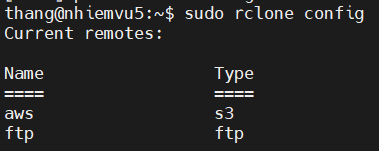 thang@nhiemvu5:~$ sudo rclone config
Current remotes:
Name                 Type
====                 ====
aws                  s3
ftp                  ftp